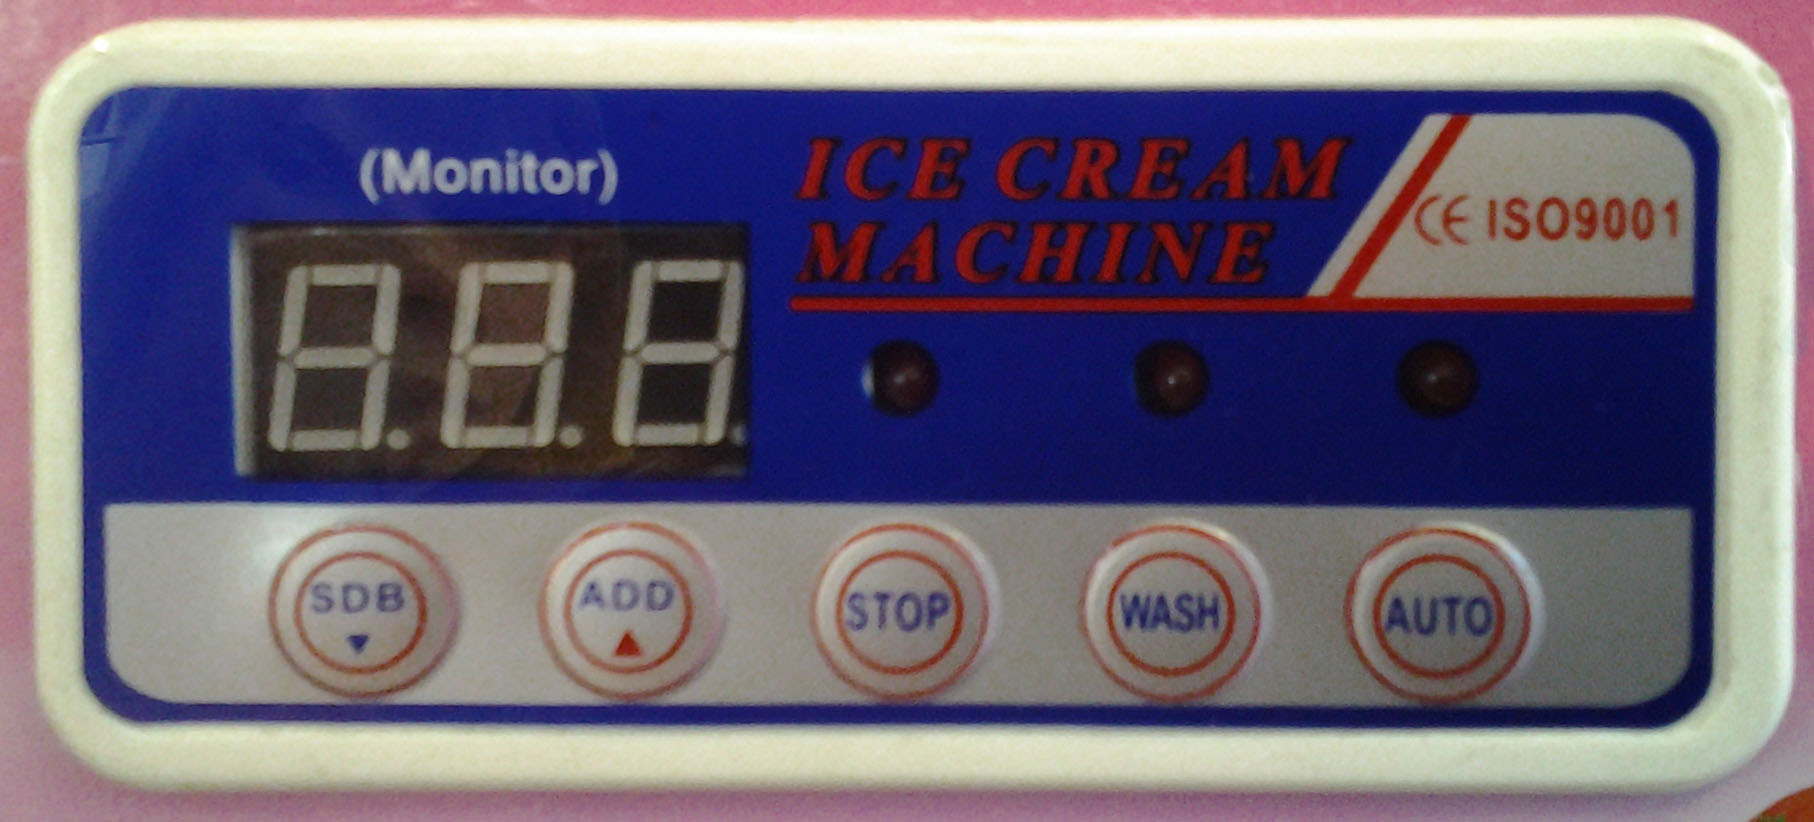 (Monitor)
ICE CREAM
MACHINE
CE ISO9001
SDB
ADD
STOP
WASH
AUTO